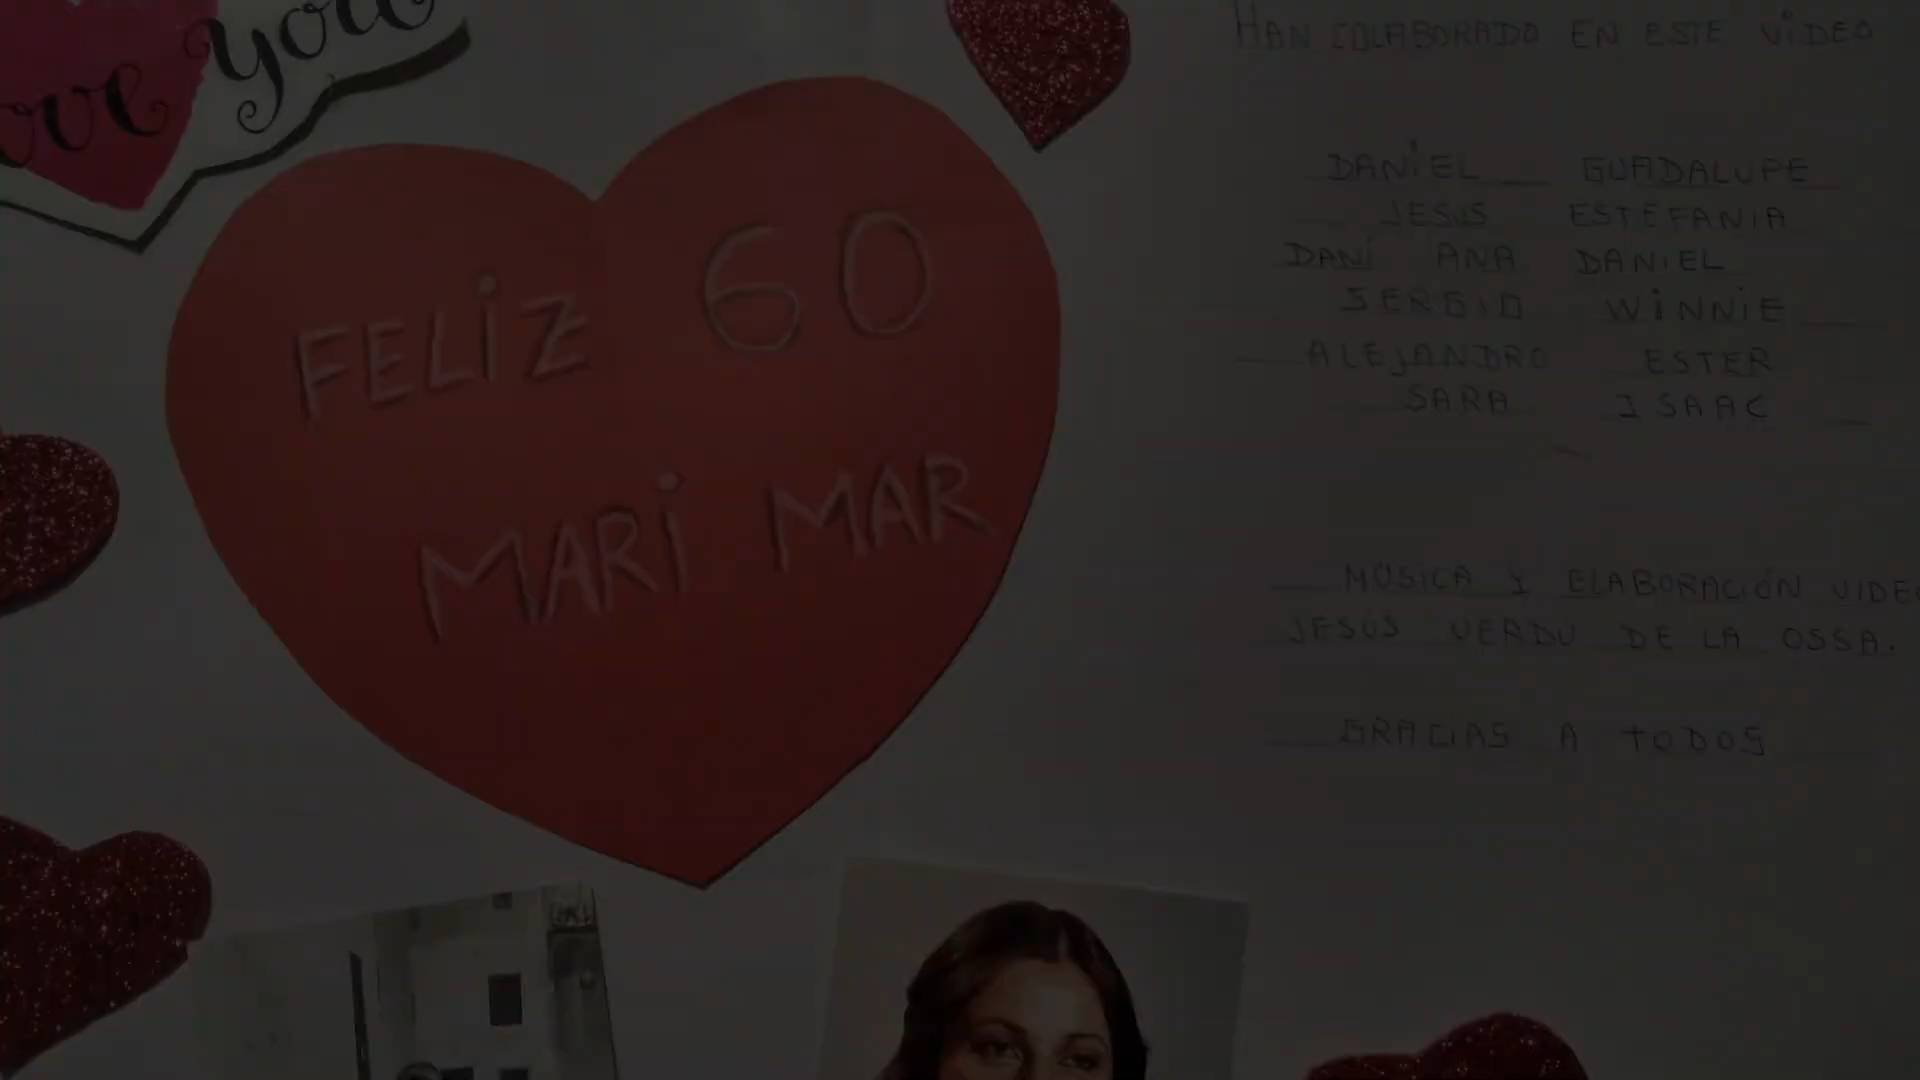 ove you
FELIZ 60
MARI MAR
HAN COLABORADO EN ESTE VIDEO
DANIEL GUADALUPE
JESUS ESTEFANIA
DANI ANA DANIEL
SERGIO WINNIE
ALEJANDRO ESTER
SARA ISAAC
MÚSICA Y ELABORACIÓN VIDEO
JESÚS VERDU DE LA OSSA.
GRACIAS A TODOS